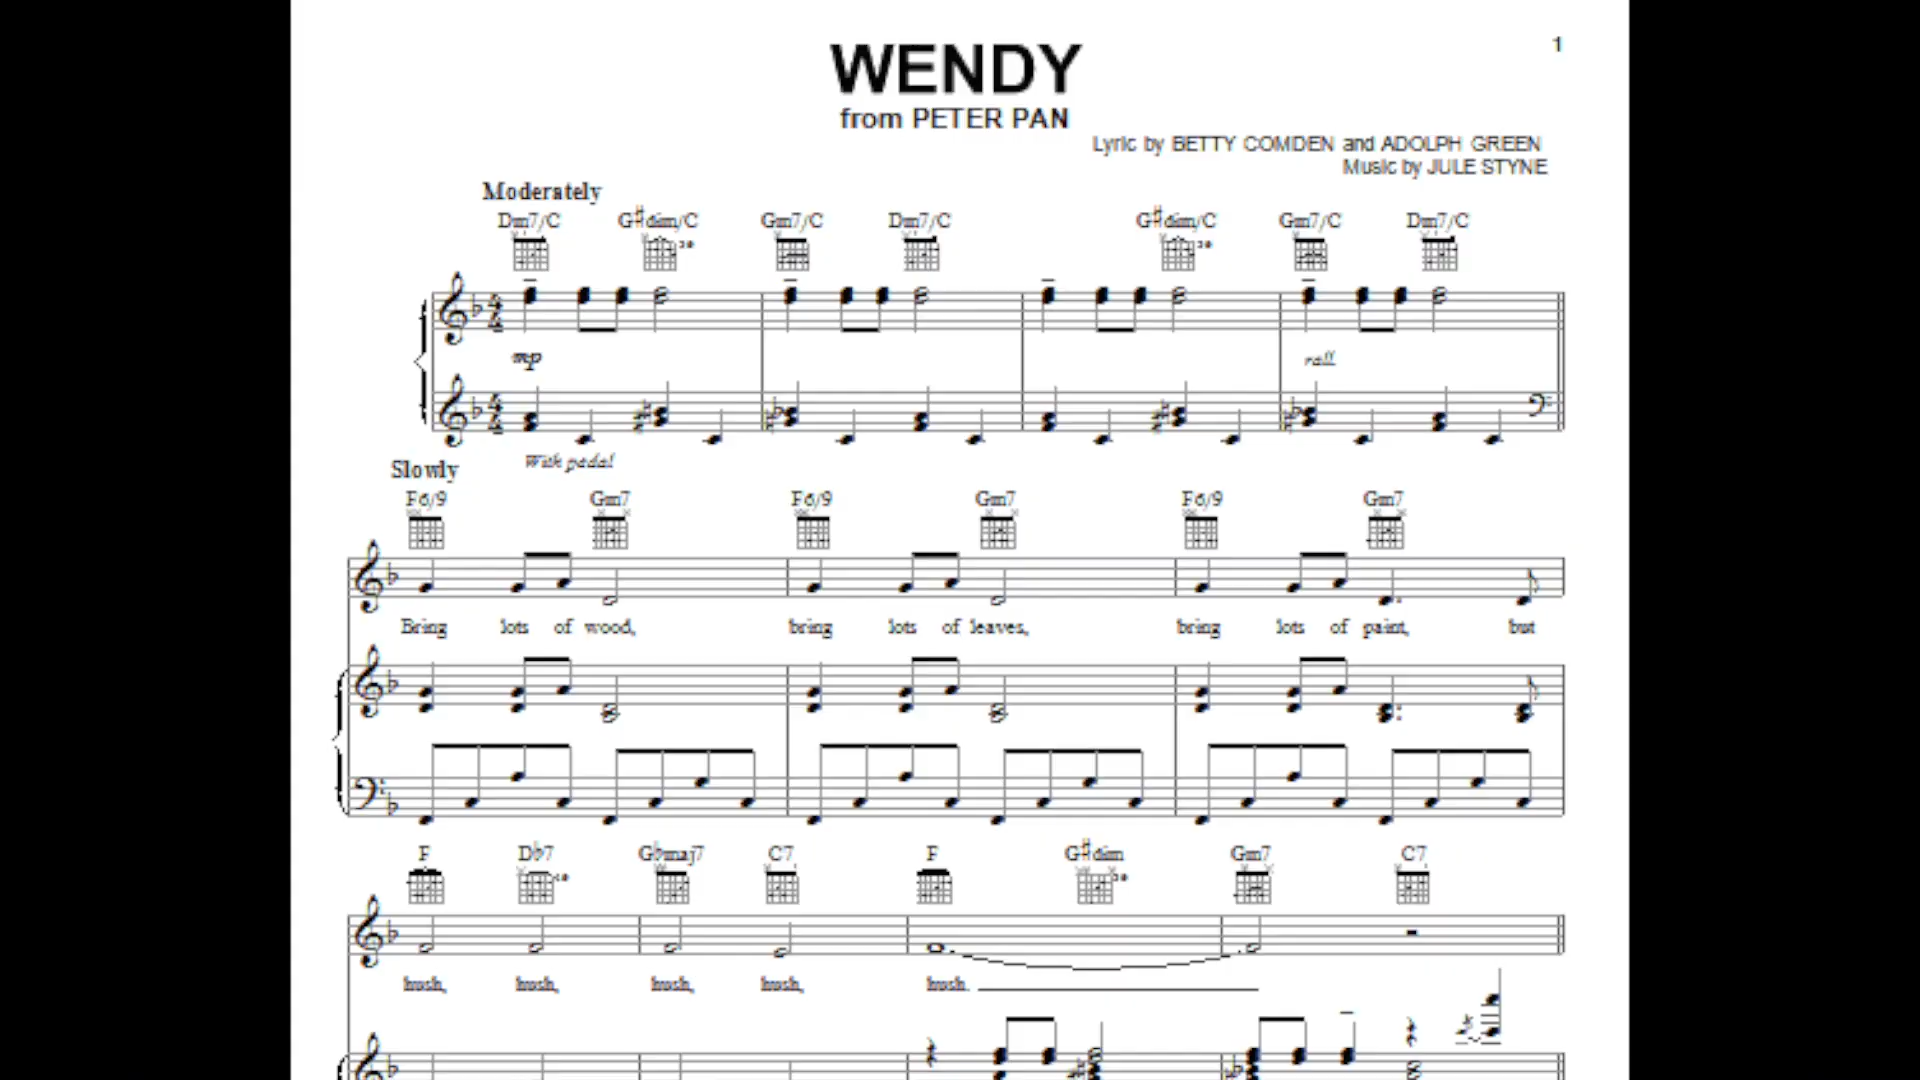 1
WENDY
from PETER PAN
Lyric by BETTY COMDEN and ADOLPH GREEN
Music by JULE STYNE
Moderately
Dm7/C G♯dim/C Gm7/C Dm7/C G♯dim/C Gm7/C Dm7/C
mp rall.
With pedal
Slowly
F6/9 Gm7 F6/9 Gm7 F6/9 Gm7
Bring lots of wood, bring lots of leaves, bring lots of paint, but
F D♭7 G♭maj7 C7 F G♯dim Gm7 C7
hush, hush, hush, hush, hush.